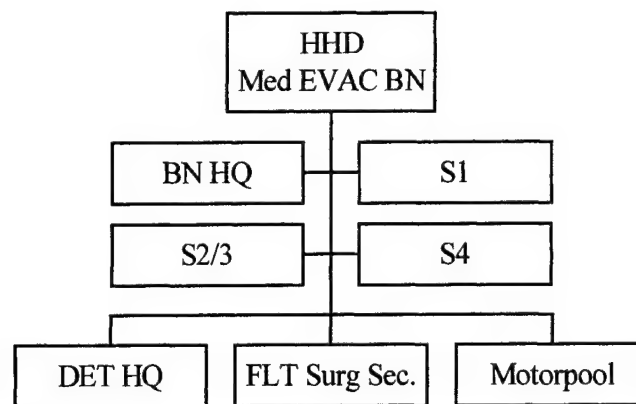 HHD
Med EVAC BN
BN HQ
S1
S2/3
S4
DET HQ
FLT Surg Sec.
Motorpool